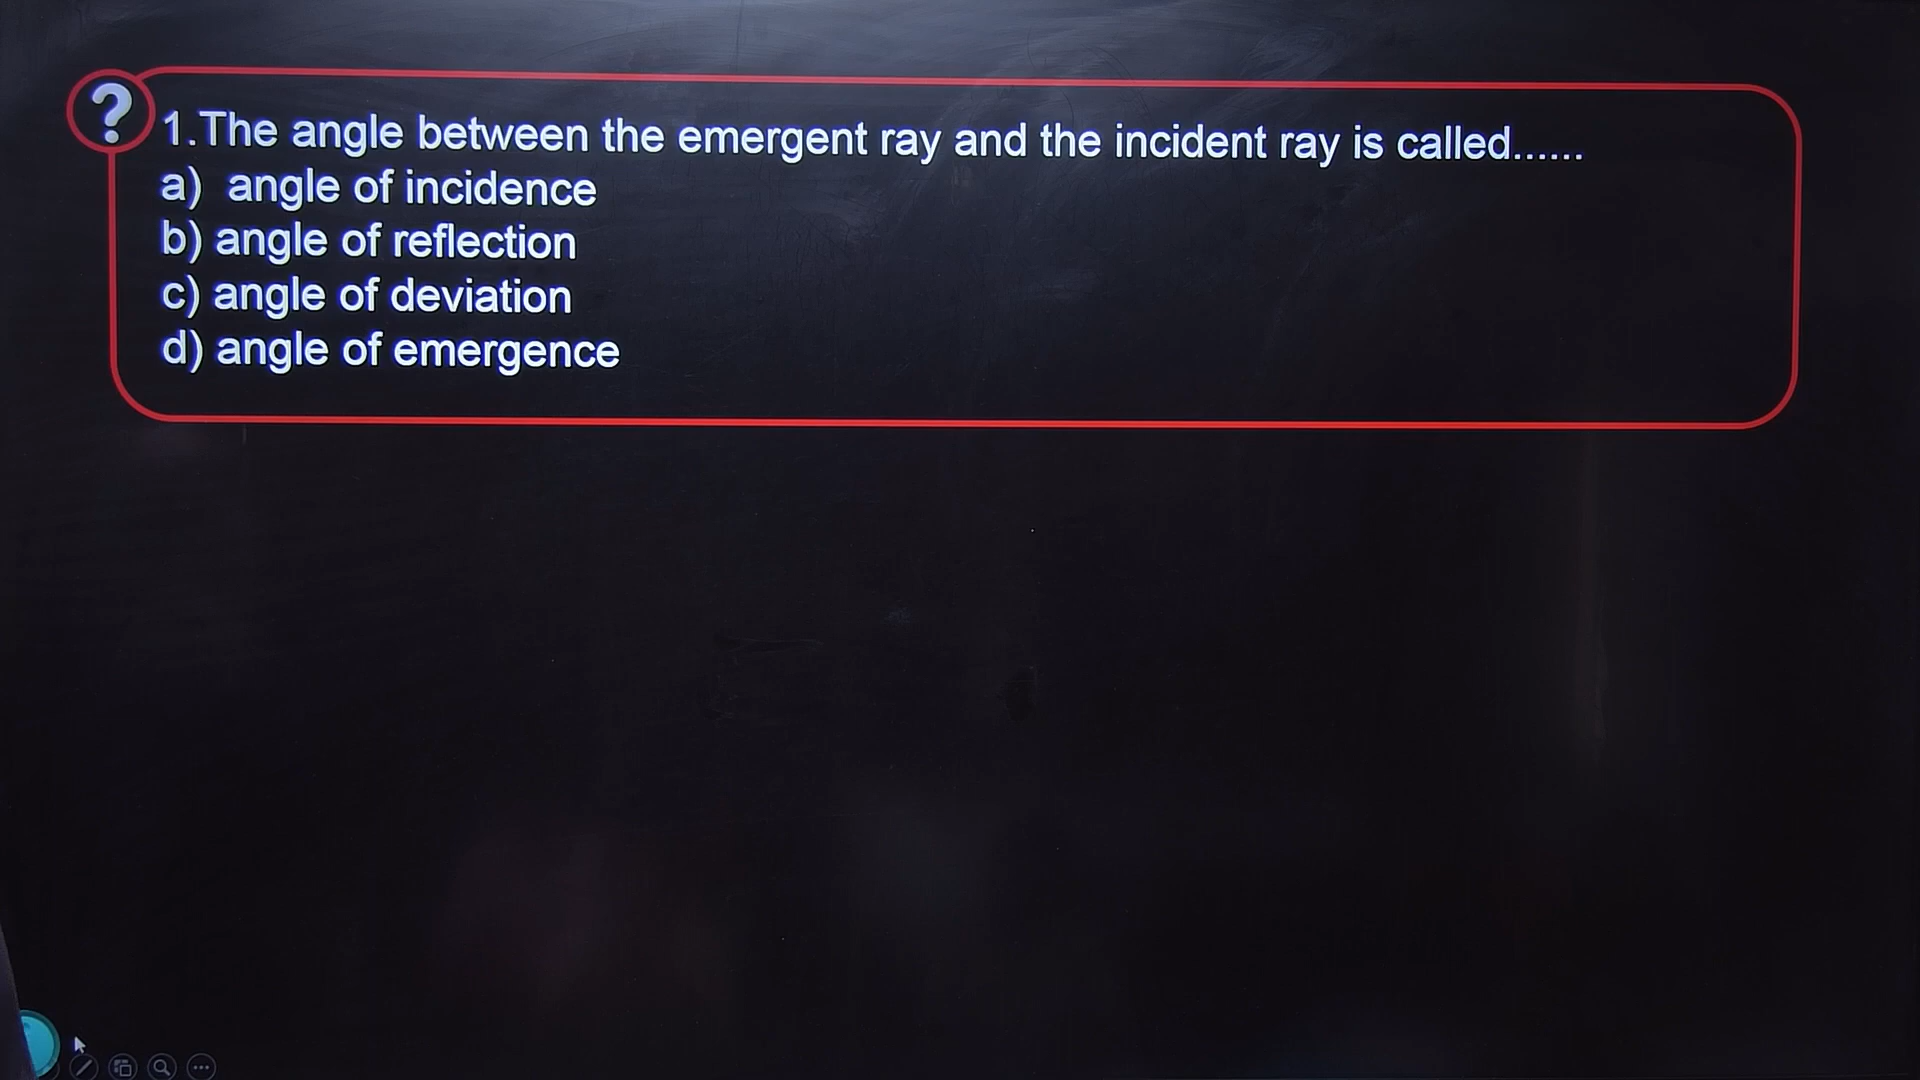 ?
1.The angle between the emergent ray and the incident ray is called......
a) angle of incidence
b) angle of reflection
c) angle of deviation
d) angle of emergence